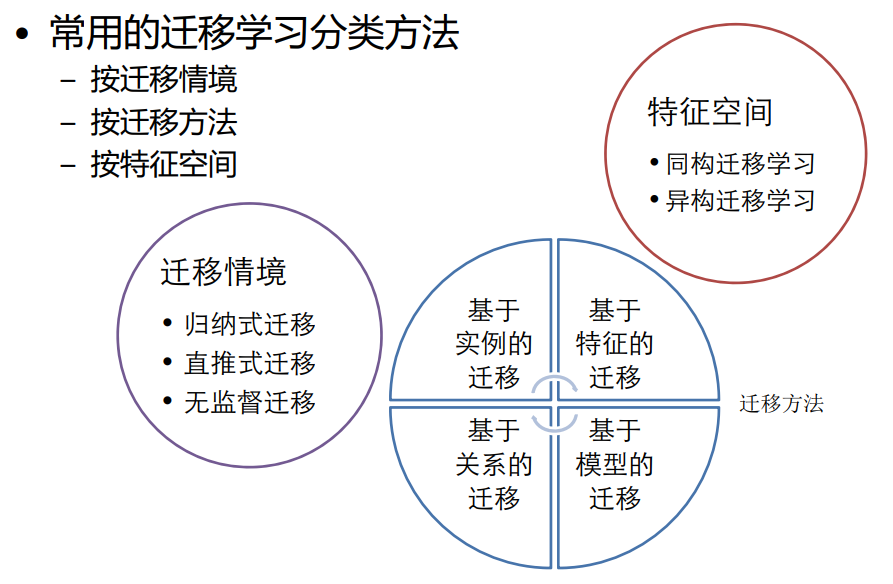 • 常用的迁移学习分类方法
– 按迁移情境
– 按迁移方法
– 按特征空间
特征空间
• 同构迁移学习
• 异构迁移学习
迁移情境
• 归纳式迁移
• 直推式迁移
• 无监督迁移
基于
实例的
迁移
基于
特征的
迁移
基于
关系的
迁移
基于
模型的
迁移
迁移方法